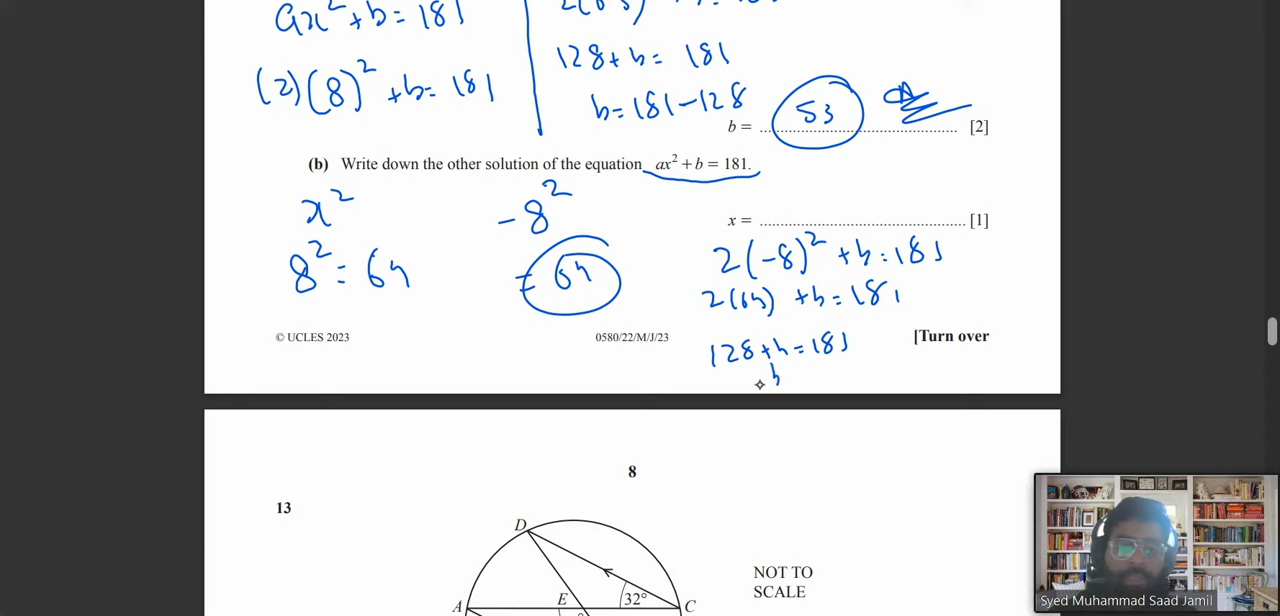 ax² + b = 181
(2)(8)² + b = 181
128 + b = 181
b = 181 - 128
b = 53 [2]
(b) Write down the other solution of the equation ax² + b = 181.
x²
8² = 64
-8²
= 64
x = [1]
2(-8)² + b = 181
2(64) + b = 181
128 + b = 181
b
© UCLES 2023
0580/22/M/J/23
[Turn over
8
13
D
E
32°
A
C
NOT TO
SCALE
Syed Muhammad Saad Jamil